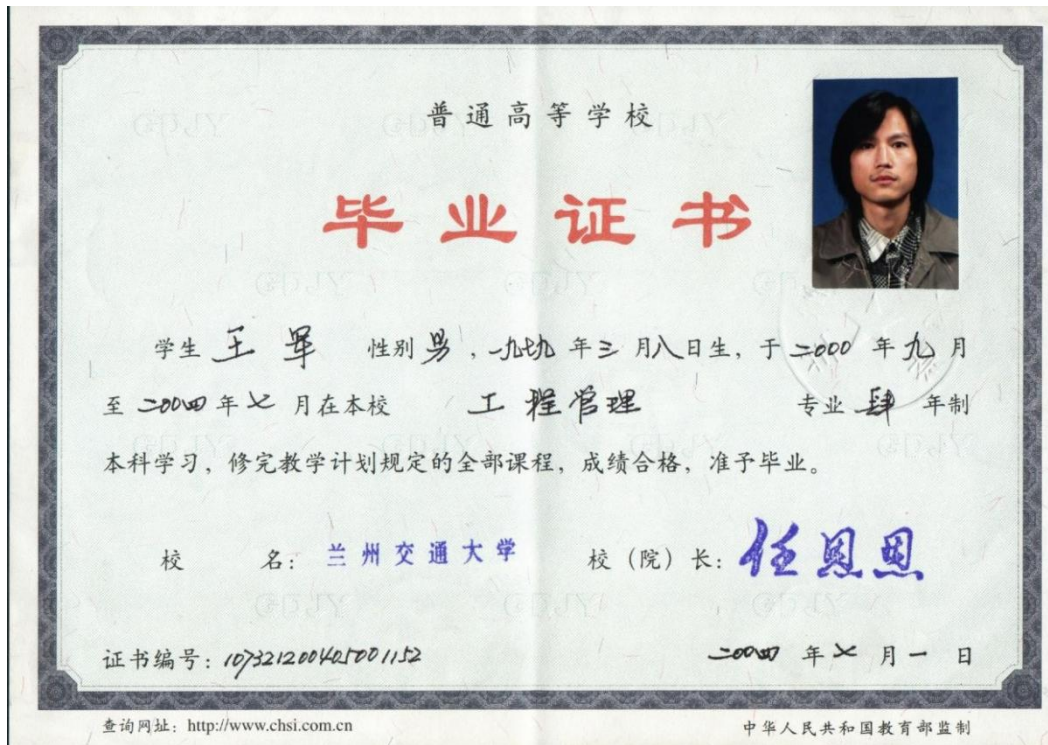 普通高等学校
毕业证书
学生 王军 性别 男，一九七九 年 三 月 八 日生，于 二000 年 九 月
至 二00四 年 七 月在本校 工程管理 专业 肆 年制
本科学习，修完教学计划规定的全部课程，成绩合格，准予毕业。
校 名：兰州交通大学 校（院）长：任恩恩
证书编号：107321200405001152 二00四 年 七 月 一 日
查询网址：http://www.chsi.com.cn 中华人民共和国教育部监制